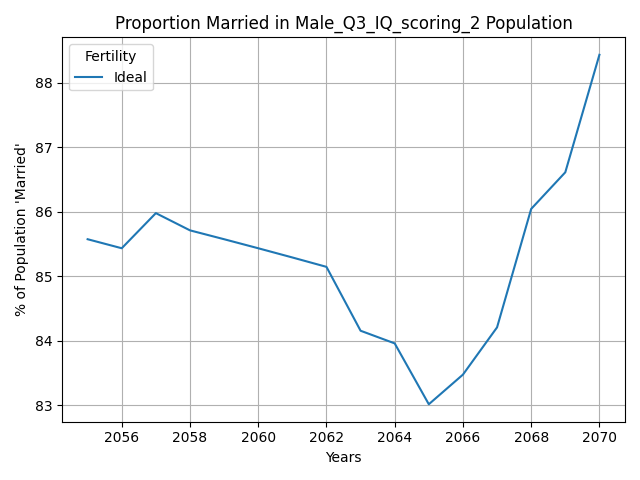 Proportion Married in Male_Q3_IQ_scoring_2 Population
Fertility
Ideal
% of Population 'Married'
88
87
86
85
84
83
2056 2058 2060 2062 2064 2066 2068 2070
Years